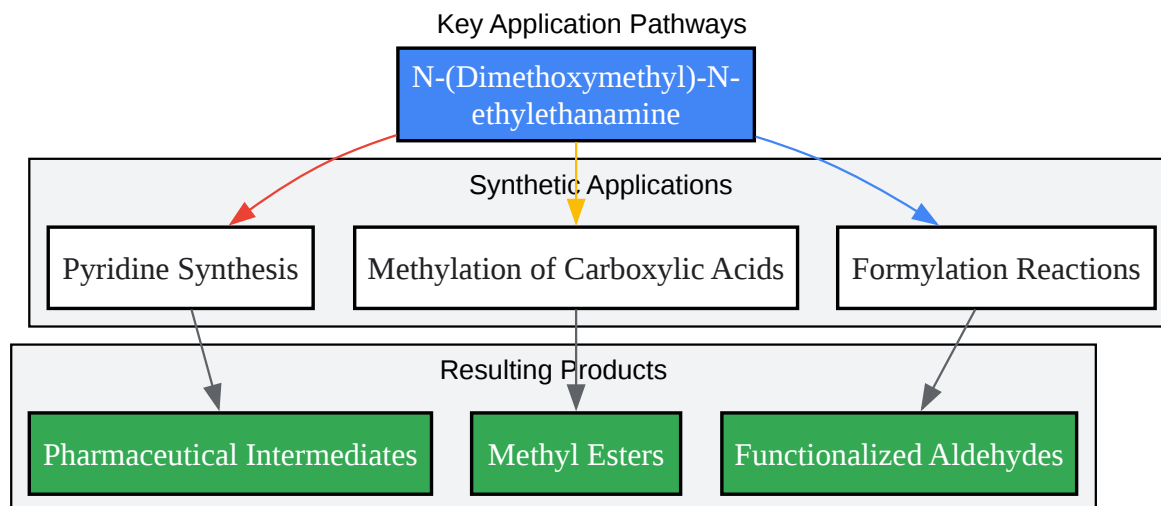 Key Application Pathways
N-(Dimethoxymethyl)-N-
ethylethanamine
Synthetic Applications
Pyridine Synthesis
Methylation of Carboxylic Acids
Formylation Reactions
Resulting Products
Pharmaceutical Intermediates
Methyl Esters
Functionalized Aldehydes